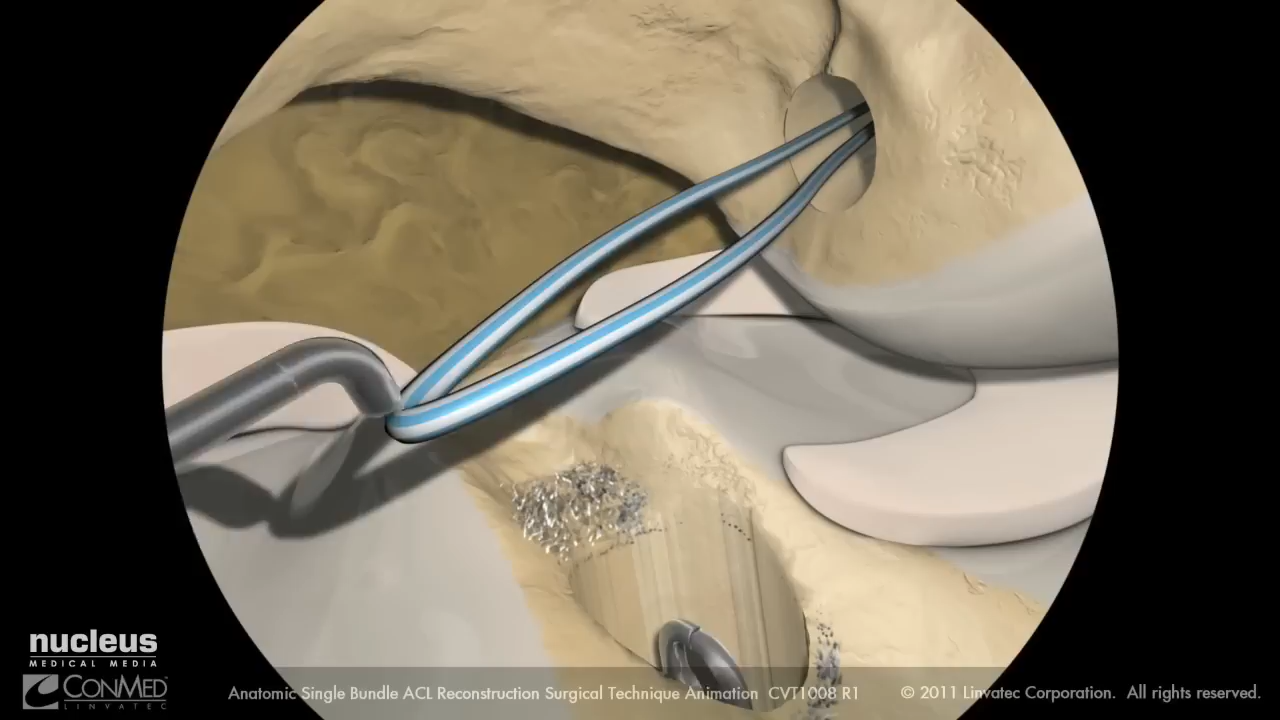 nucleus
MEDICAL MEDIA
CONMED
LINVATEC
Anatomic Single Bundle ACL Reconstruction Surgical Technique Animation CVT1008 R1 © 2011 Linvatec Corporation. All rights reserved.